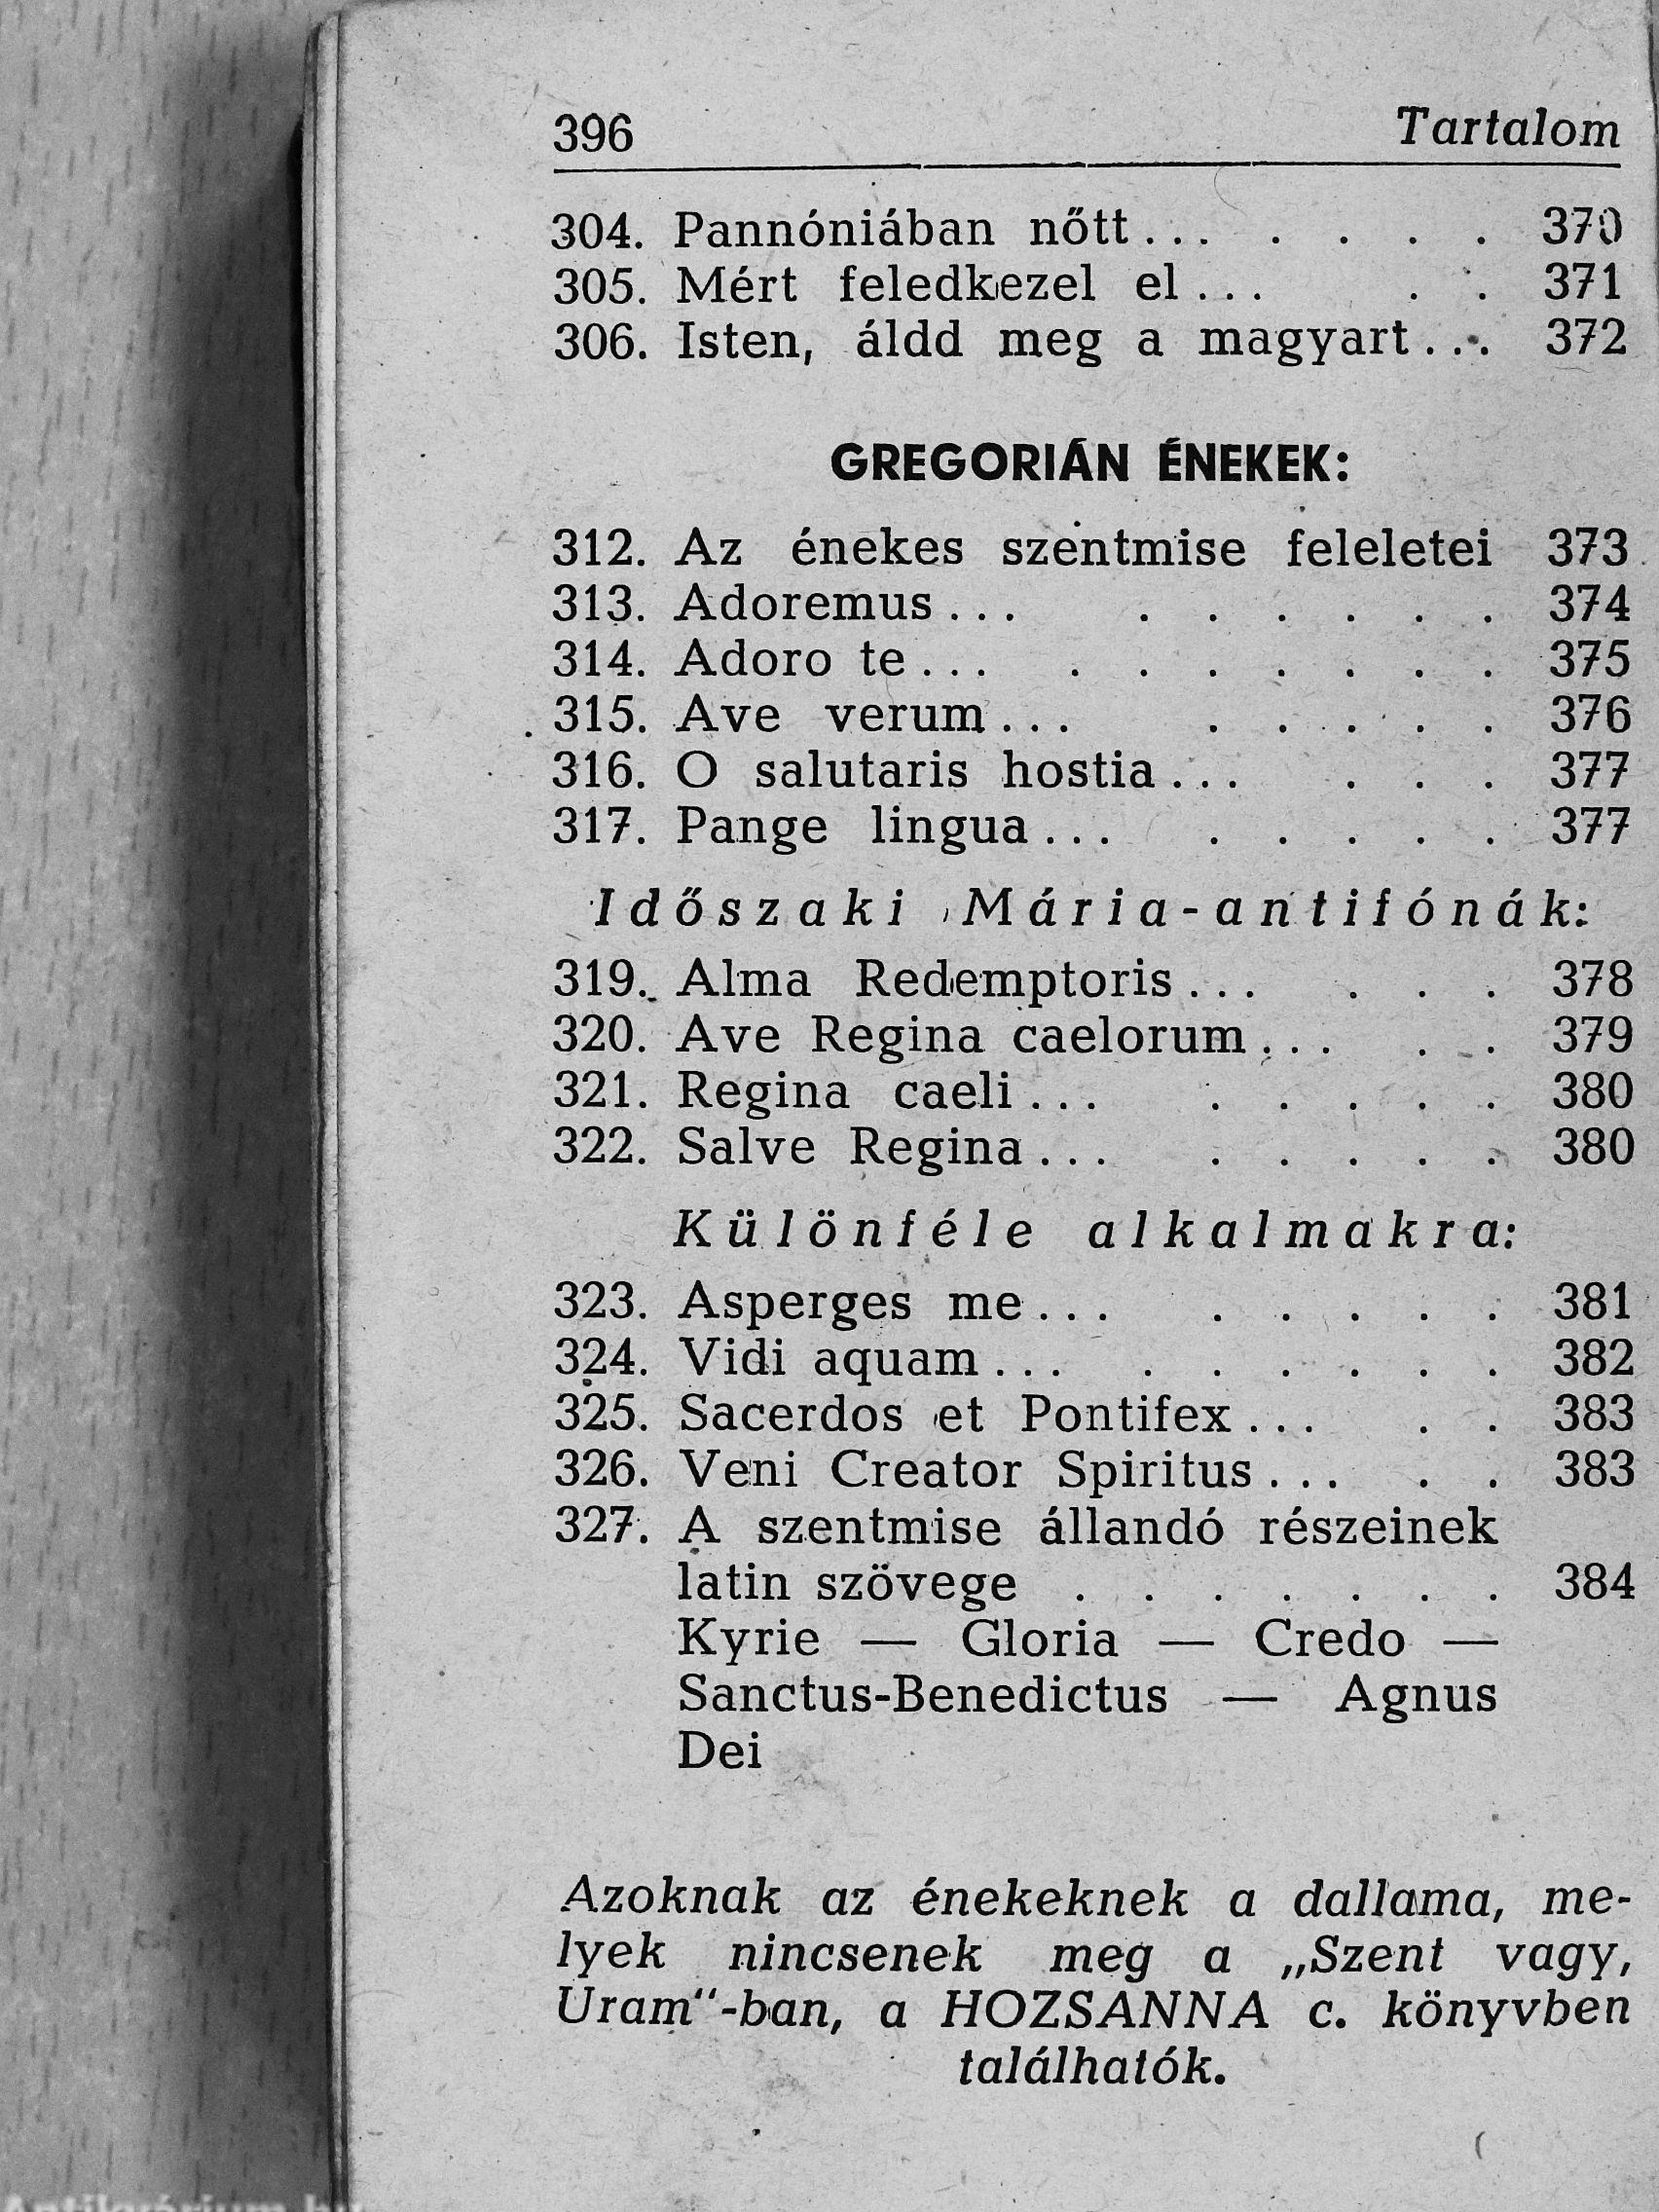 396 Tartalom
304. Pannóniában nőtt... . . . . 370
305. Mért feledkezel el... . . 371
306. Isten, áldd meg a magyart... 372
GREGORIÁN ÉNEKEK:
312. Az énekes szentmise feleletei 373
313. Adoremus... . . . . . . 374
314. Adoro te... . . . . . . . 375
315. Ave verum... . . . . . 376
316. O salutaris hostia... . . . 377
317. Pange lingua... . . . . . 377
Időszaki Mária-antifónák:
319. Alma Redemptoris... . . . 378
320. Ave Regina caelorum... . . 379
321. Regina caeli... . . . . . 380
322. Salve Regina... . . . . . 380
Különféle alkalmakra:
323. Asperges me... . . . . . 381
324. Vidi aquam... . . . . . . 382
325. Sacerdos et Pontifex... . . 383
326. Veni Creator Spiritus... . . 383
327. A szentmise állandó részeinek
latin szövege . . . . . . . 384
Kyrie — Gloria — Credo —
Sanctus-Benedictus — Agnus
Dei
Azoknak az énekeknek a dallama, me-
lyek nincsenek meg a „Szent vagy,
Uram“-ban, a HOZSANNA c. könyvben
találhatók.